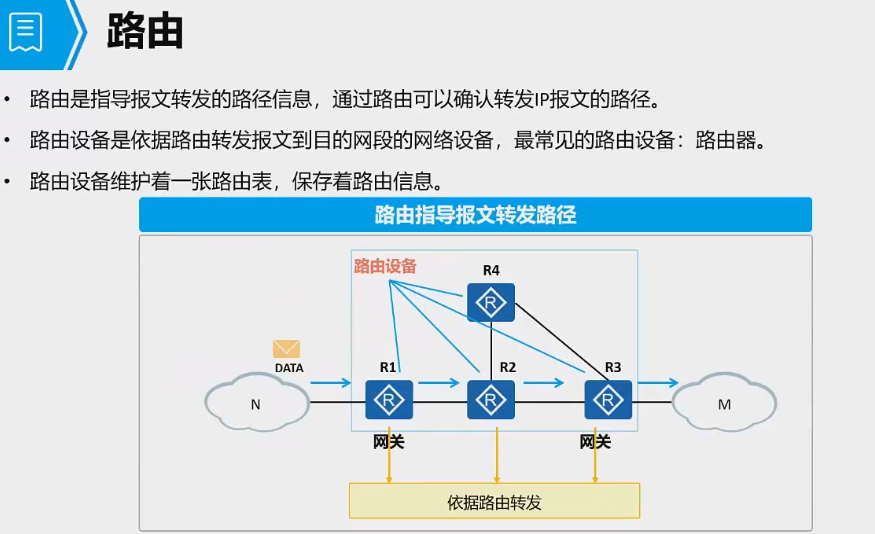 路由
• 路由是指导报文转发的路径信息，通过路由可以确认转发IP报文的路径。
• 路由设备是依据路由转发报文到目的网段的网络设备，最常见的路由设备：路由器。
• 路由设备维护着一张路由表，保存着路由信息。
路由指导报文转发路径
路由设备
R4
DATA
R1
R2
R3
N
R
R
R
R
M
网关
网关
依据路由转发